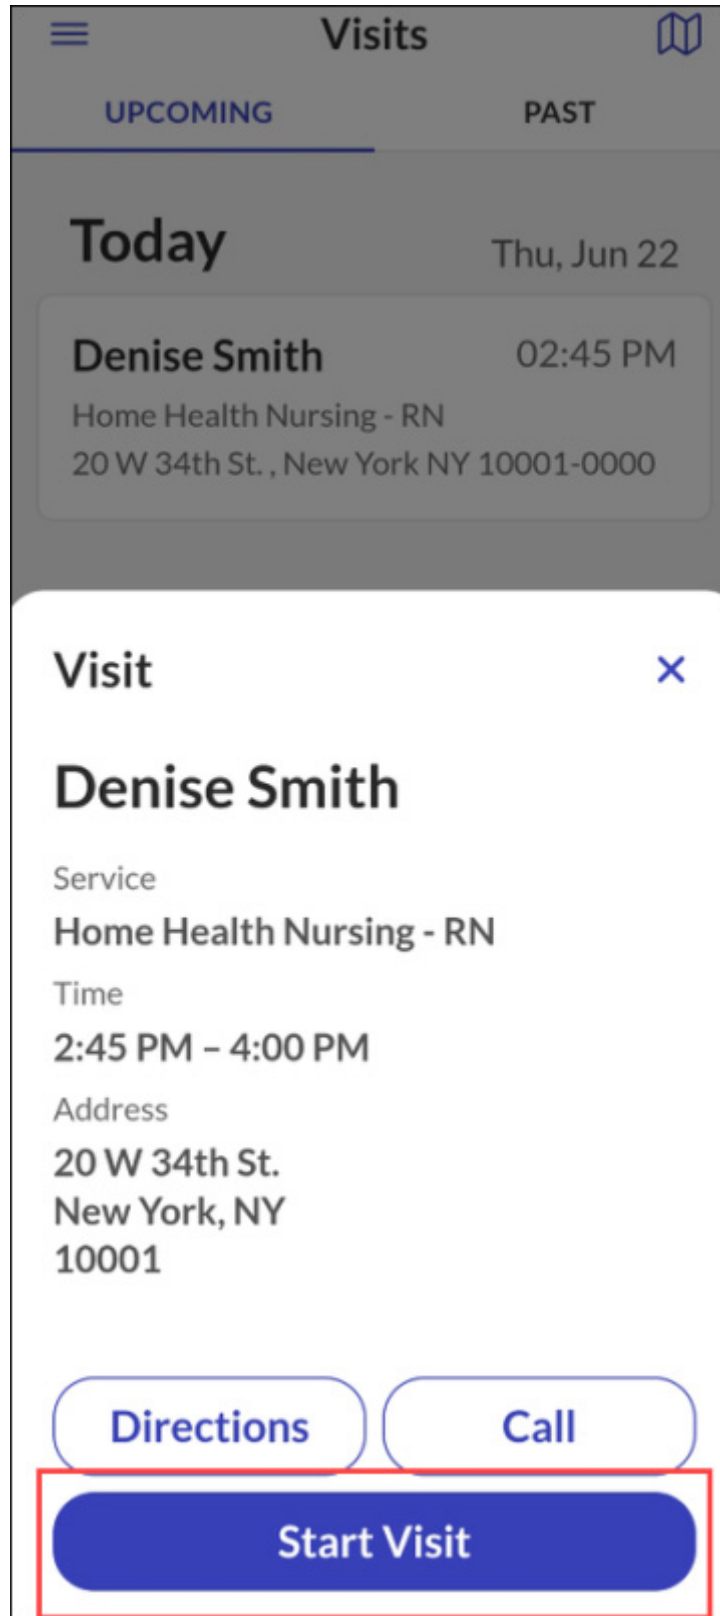 Visits
UPCOMING PAST
Today Thu, Jun 22
Denise Smith 02:45 PM
Home Health Nursing - RN
20 W 34th St. , New York NY 10001-0000
Visit
Denise Smith
Service
Home Health Nursing - RN
Time
2:45 PM – 4:00 PM
Address
20 W 34th St.
New York, NY
10001
Directions Call
Start Visit